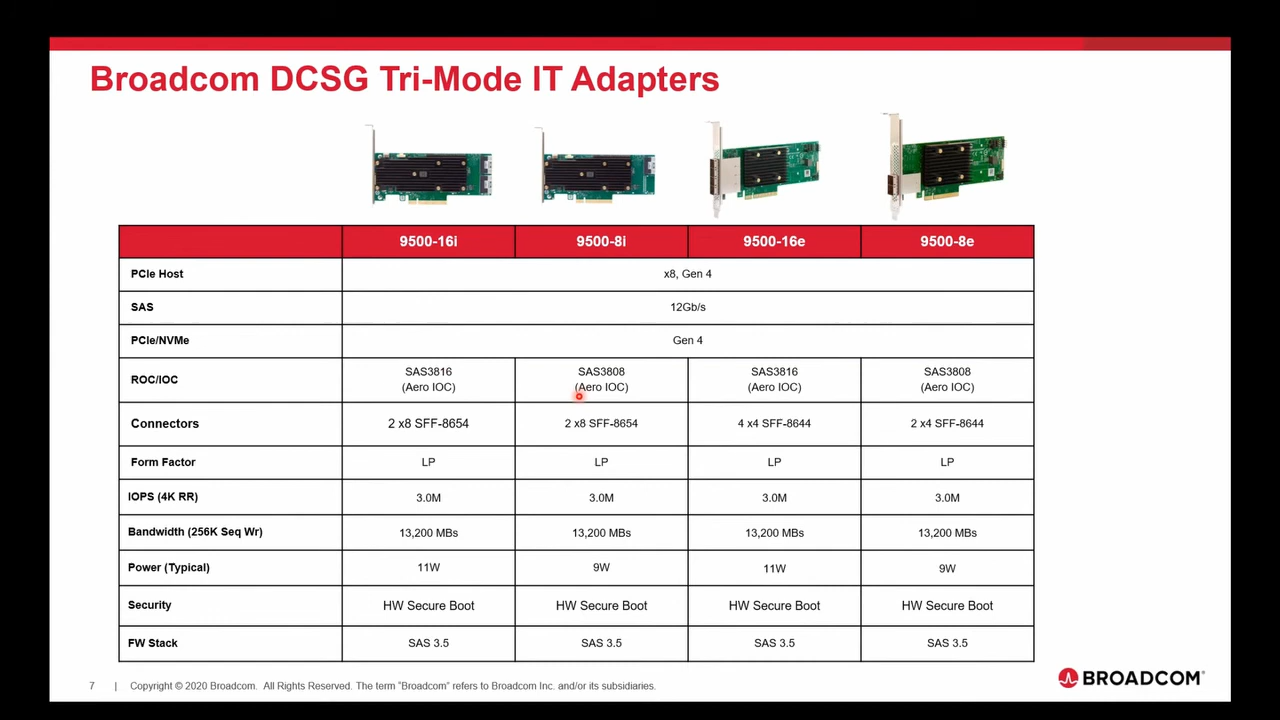 Broadcom DCSG Tri-Mode IT Adapters
9500-16i 9500-8i 9500-16e 9500-8e
PCIe Host x8, Gen 4
SAS 12Gb/s
PCIe/NVMe Gen 4
ROC/IOC SAS3816 (Aero IOC) SAS3808 (Aero IOC) SAS3816 (Aero IOC) SAS3808 (Aero IOC)
Connectors 2 x8 SFF-8654 2 x8 SFF-8654 4 x4 SFF-8644 2 x4 SFF-8644
Form Factor LP LP LP LP
IOPS (4K RR) 3.0M 3.0M 3.0M 3.0M
Bandwidth (256K Seq Wr) 13,200 MBs 13,200 MBs 13,200 MBs 13,200 MBs
Power (Typical) 11W 9W 11W 9W
Security HW Secure Boot HW Secure Boot HW Secure Boot HW Secure Boot
FW Stack SAS 3.5 SAS 3.5 SAS 3.5 SAS 3.5
7 | Copyright © 2020 Broadcom. All Rights Reserved. The term "Broadcom" refers to Broadcom Inc. and/or its subsidiaries.
BROADCOM®